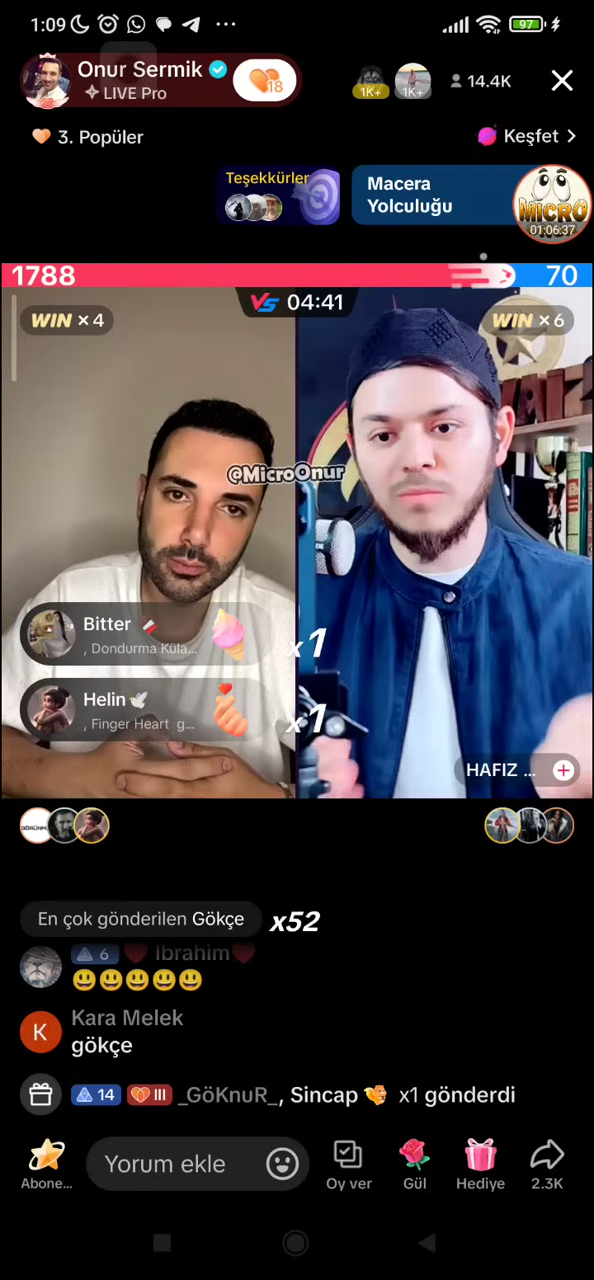 1:09
97
Onur Sermik
LIVE Pro
18
1K+
1K+
14.4K
3. Popüler
Keşfet
Teşekkürler
Macera
Yolculuğu
MiCRO
01:06:37
1788
VS 04:41
70
WIN × 4
WIN × 6
@MicroOnur
Bitter
, Dondurma Küla...
x1
Helin
, Finger Heart g...
x1
HAFIZ ...
En çok gönderilen Gökçe x52
6 Ibrahim
K
Kara Melek
gökçe
14 III _GöKnuR_, Sincap x1 gönderdi
Abone...
Yorum ekle
Oy ver
Gül
Hediye
2.3K